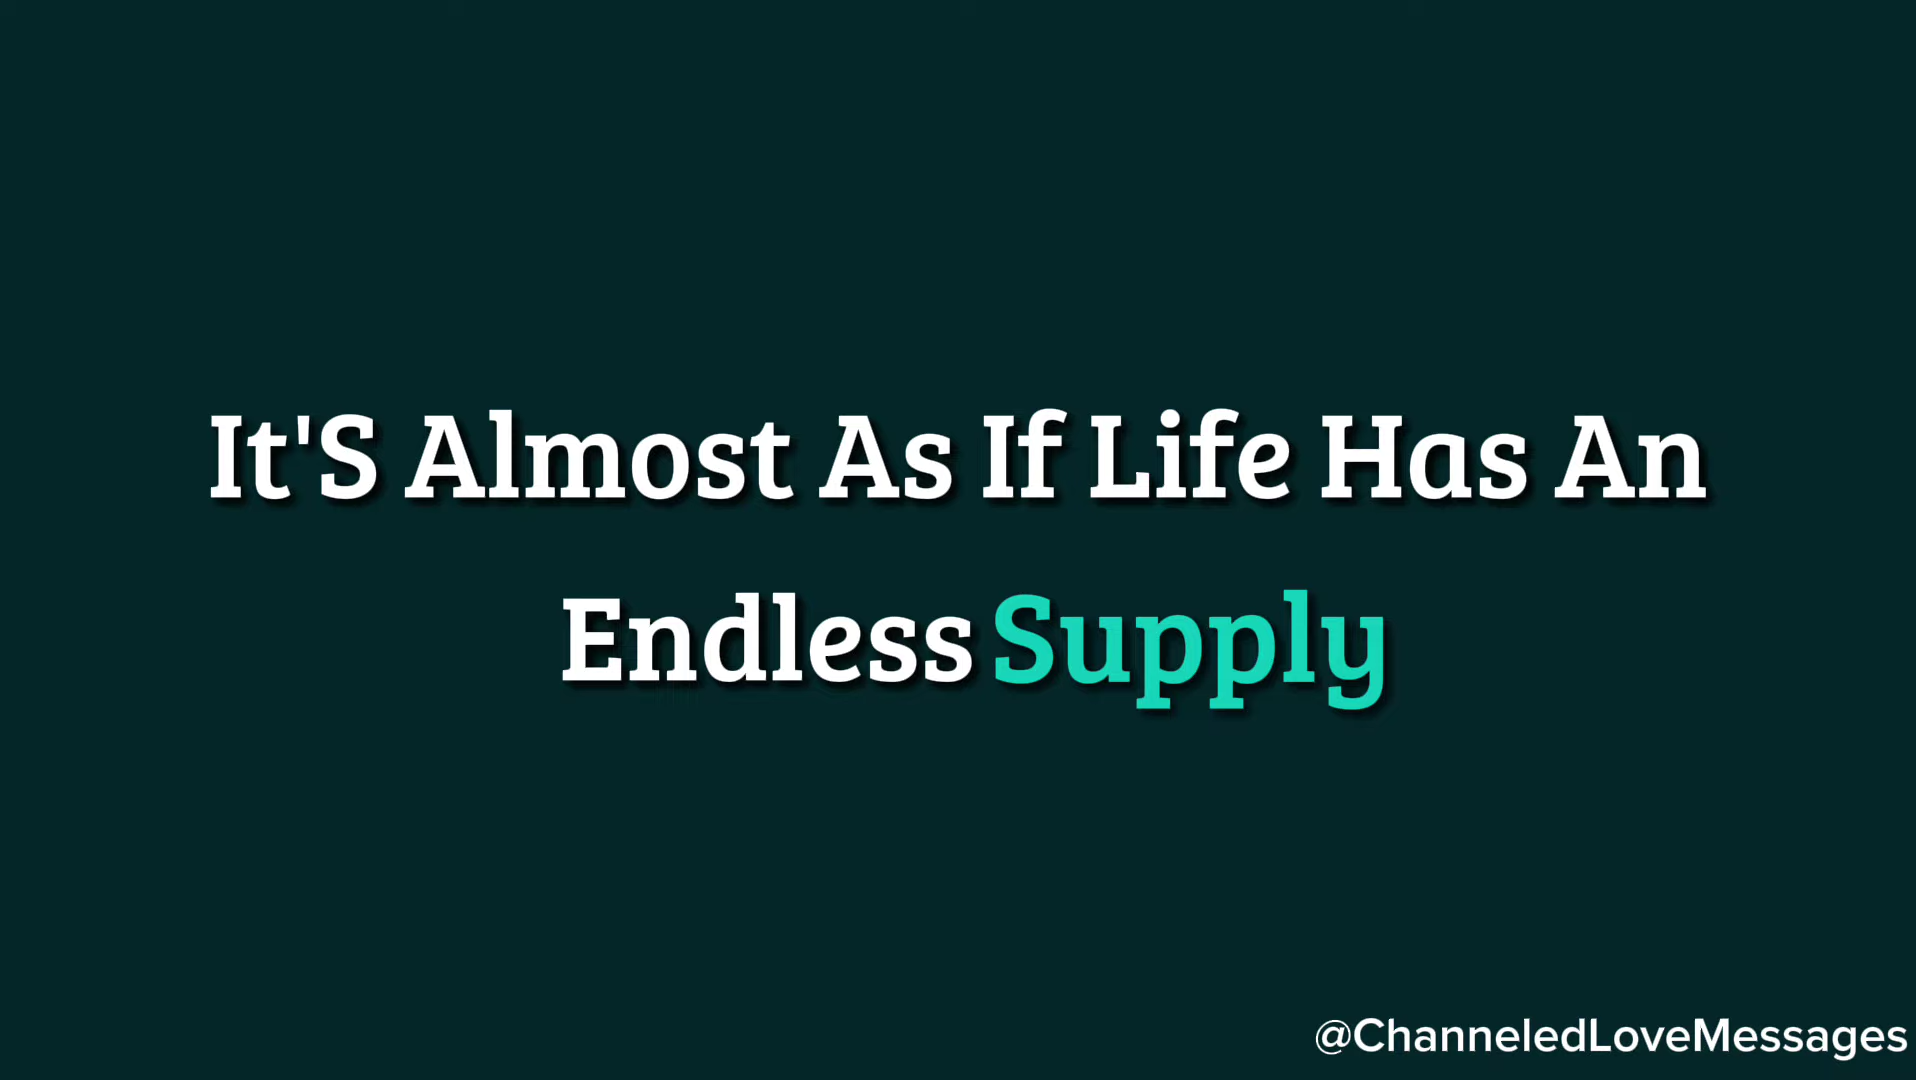 It'S Almost As If Life Has An
Endless Supply
@ChanneledLoveMessages